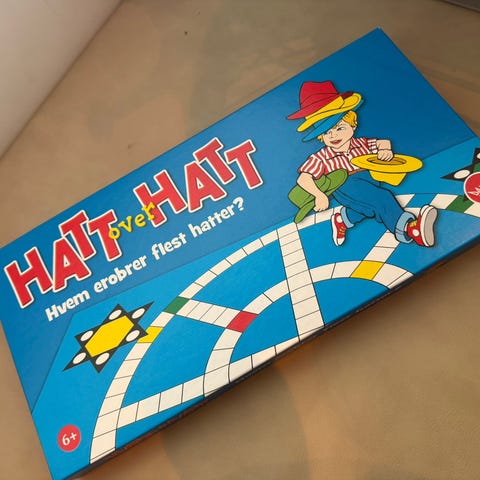 HATT over HATT
Hvem erobrer flest hatter?
6+